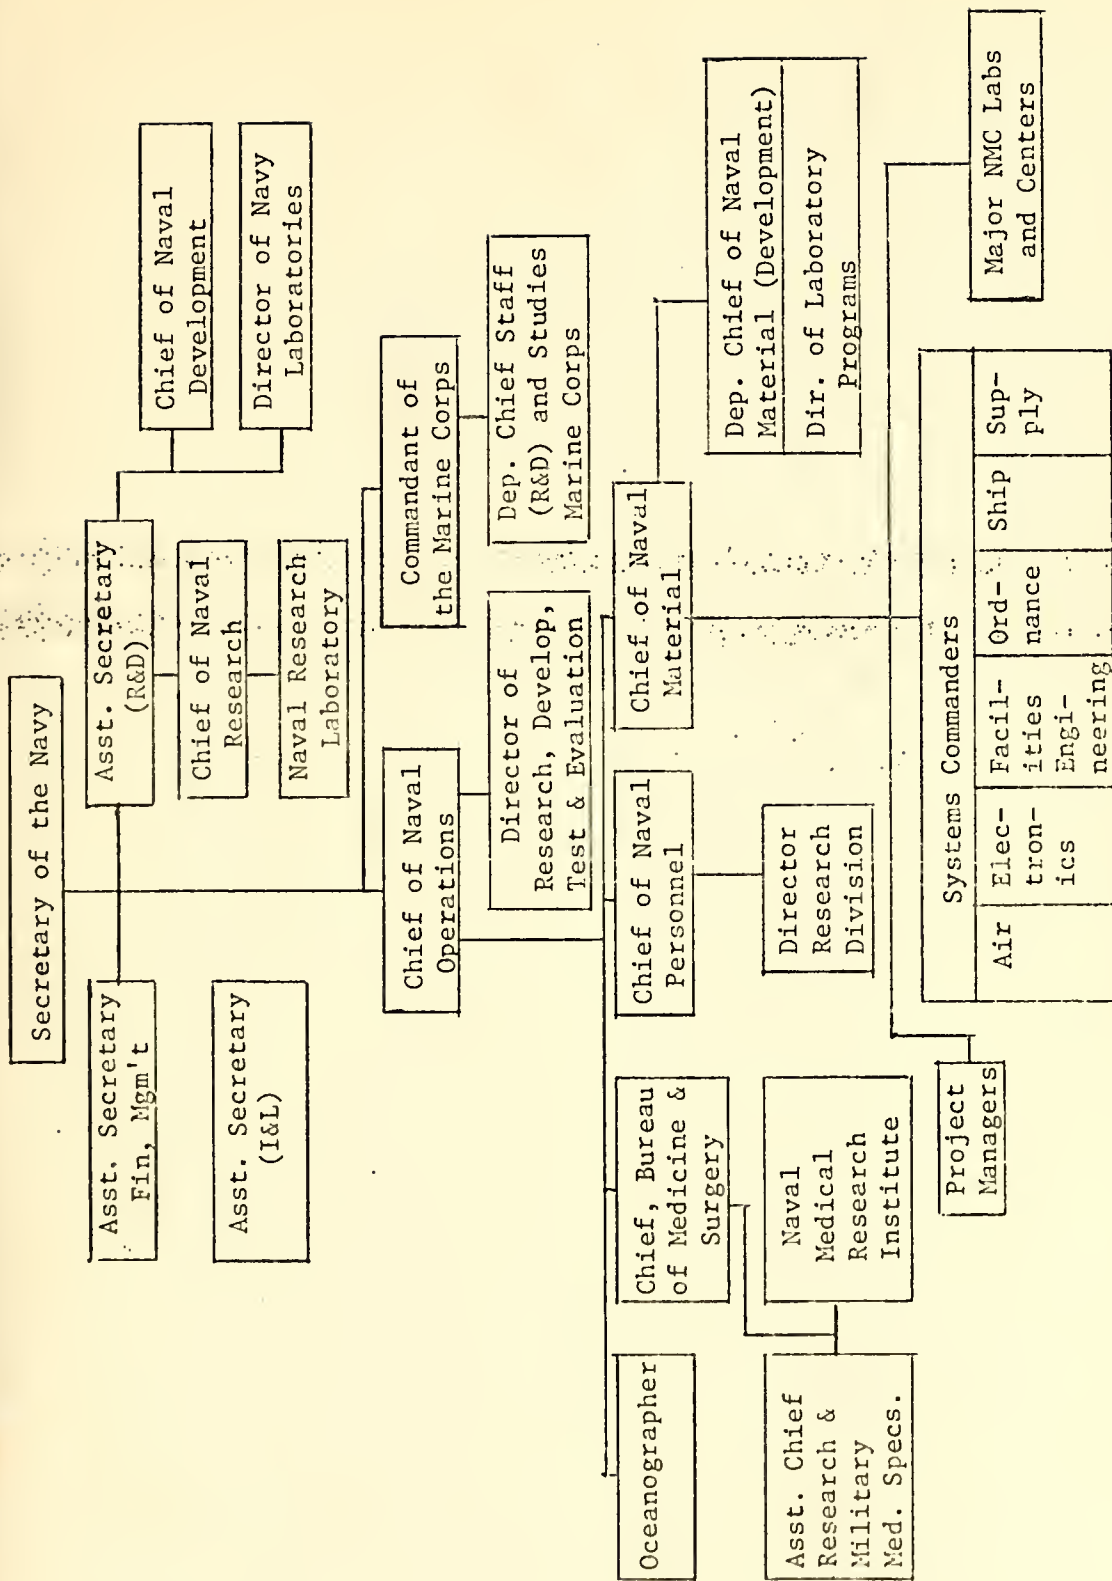 Secretary of the Navy
Asst. Secretary
Fin, Mgm't
Asst. Secretary
(R&D)
Chief of Naval
Development
Asst. Secretary
(I&L)
Chief of Naval
Research
Director of Navy
Laboratories
Naval Research
Laboratory
Chief of Naval
Operations
Commandant of
the Marine Corps
Director of
Research, Develop,
Test & Evaluation
Dep. Chief Staff
(R&D) and Studies
Marine Corps
Oceanographer
Chief, Bureau
of Medicine &
Surgery
Chief of Naval
Personnel
Chief of Naval
Material
Dep. Chief of Naval
Material (Development)
Dir. of Laboratory
Programs
Asst. Chief
Research &
Military
Med. Specs.
Naval
Medical
Research
Institute
Director
Research
Division
Project
Managers
Systems Commanders
Air
Elec-
tron-
ics
Facil-
ities
Engi-
neering
Ord-
nance
Ship
Sup-
ply
Major NMC Labs
and Centers